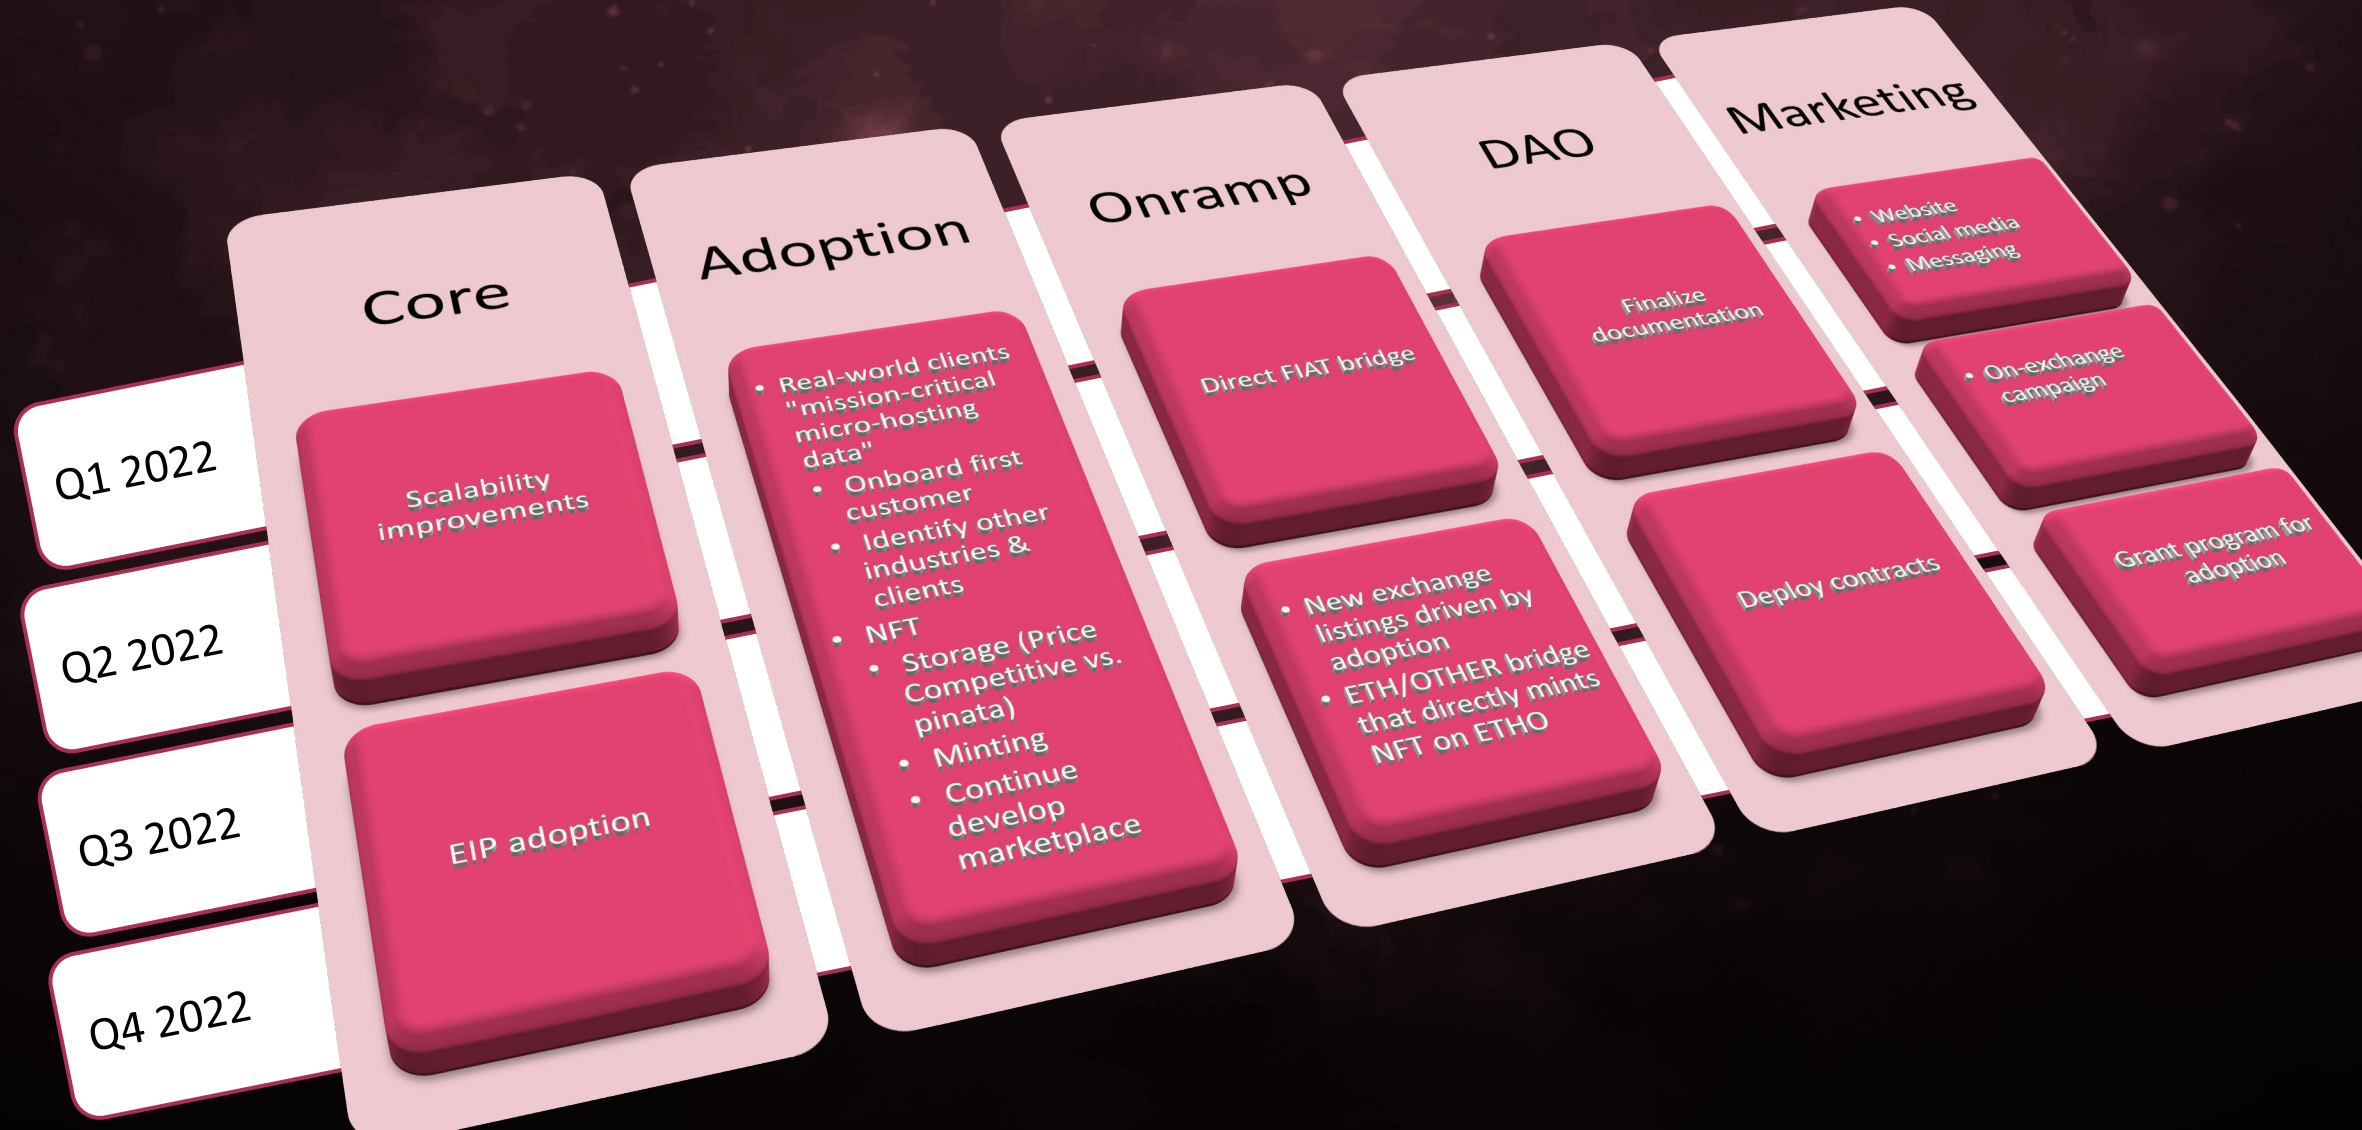 Q1 2022
Q2 2022
Q3 2022
Q4 2022
Core
Scalability
improvements
EIP adoption
Adoption
• Real-world clients
"mission-critical
micro-hosting
data"
• Onboard first
customer
• Identify other
industries &
clients
• NFT
• Storage (Price
Competitive vs.
pinata)
• Minting
• Continue
develop
marketplace
Onramp
Direct FIAT bridge
• New exchange
listings driven by
adoption
• ETH/OTHER bridge
that directly mints
NFT on ETHO
DAO
Finalize
documentation
Deploy contracts
Marketing
• Website
• Social media
• Messaging
• On-exchange
campaign
Grant program for
adoption